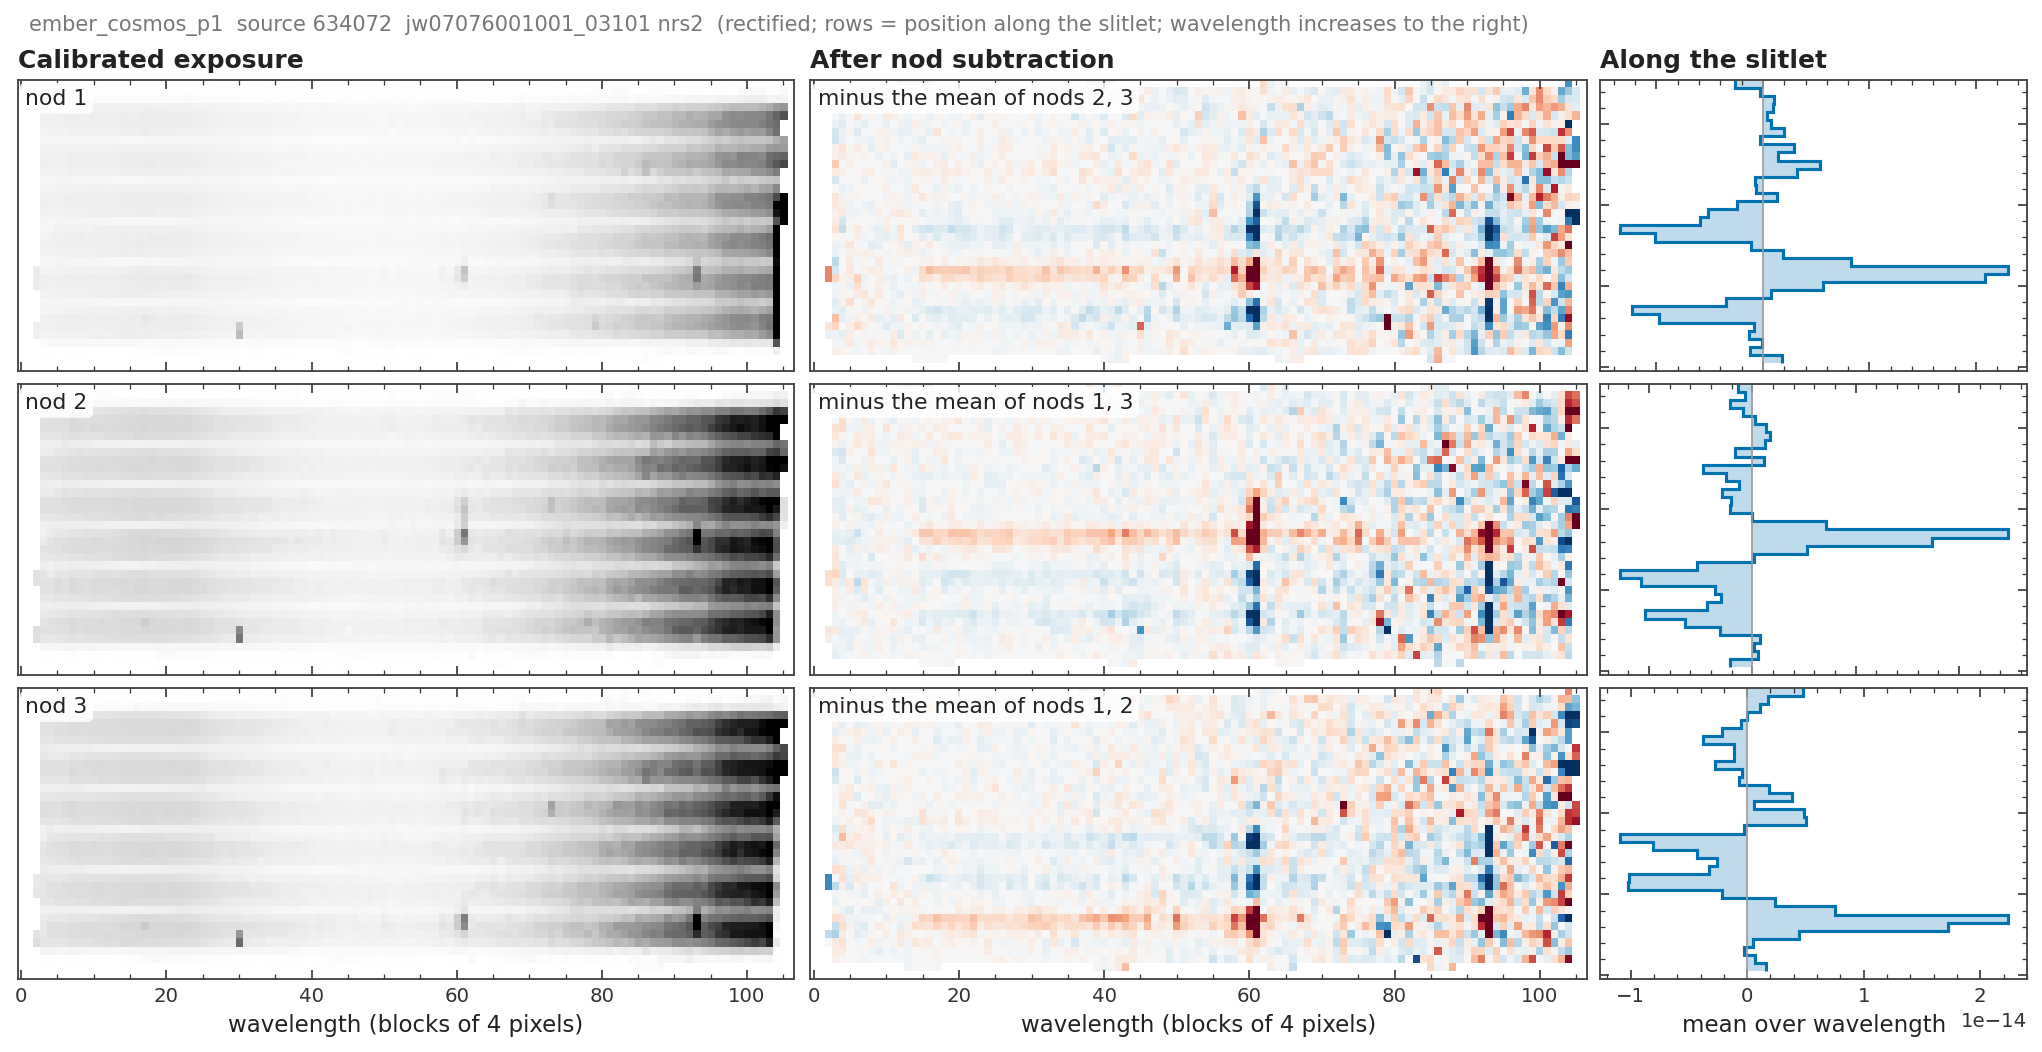 ember_cosmos_p1  source 634072  jw07076001001_03101 nrs2  (rectified; rows = position along the slitlet; wavelength increases to the right)
Calibrated exposure
After nod subtraction
Along the slitlet
nod 1
minus the mean of nods 2, 3
nod 2
minus the mean of nods 1, 3
nod 3
minus the mean of nods 1, 2
0 20 40 60 80 100
0 20 40 60 80 100
−1 0 1 2
1e−14
wavelength (blocks of 4 pixels)
wavelength (blocks of 4 pixels)
mean over wavelength